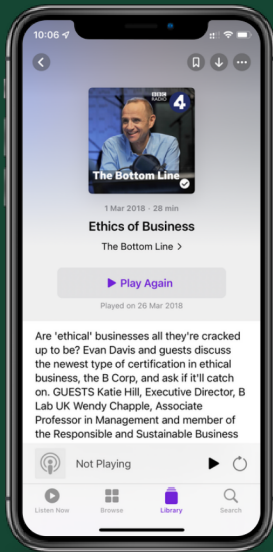 10:06
BBC
RADIO
4
The Bottom Line
1 Mar 2018 · 28 min
Ethics of Business
The Bottom Line >
Play Again
Played on 26 Mar 2018
Are 'ethical' businesses all they're cracked
up to be? Evan Davis and guests discuss
the newest type of certification in ethical
business, the B Corp, and ask if it'll catch
on. GUESTS Katie Hill, Executive Director, B
Lab UK Wendy Chapple, Associate
Professor in Management and member of
the Responsible and Sustainable Business
Not Playing
Listen Now Browse Library Search